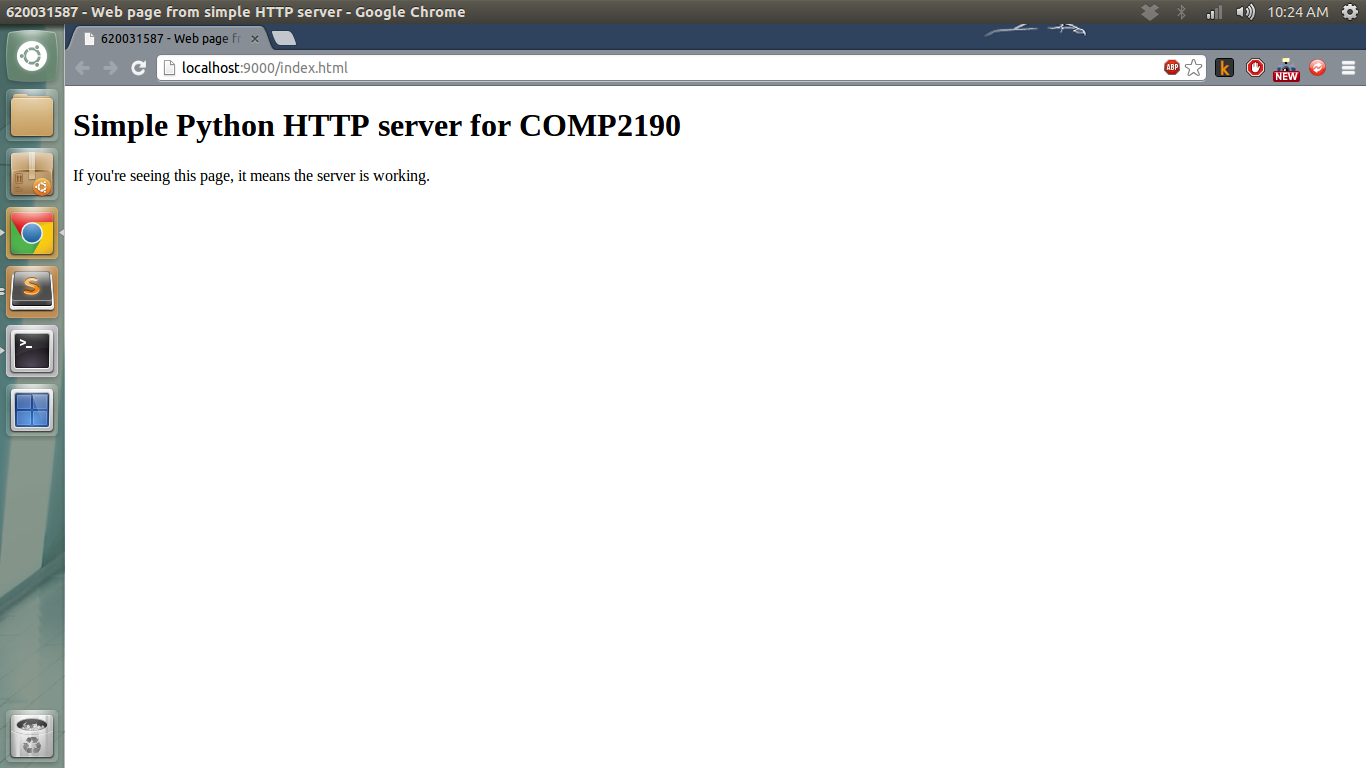 620031587 - Web page from simple HTTP server - Google Chrome
10:24 AM
620031587 - Web page fr
localhost:9000/index.html
ABP
k
NEW
Simple Python HTTP server for COMP2190
If you're seeing this page, it means the server is working.
S
>_